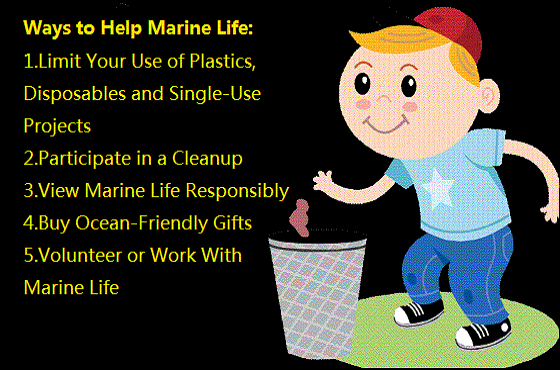 Ways to Help Marine Life:
1.Limit Your Use of Plastics,
Disposables and Single-Use
Projects
2.Participate in a Cleanup
3.View Marine Life Responsibly
4.Buy Ocean-Friendly Gifts
5.Volunteer or Work With
Marine Life